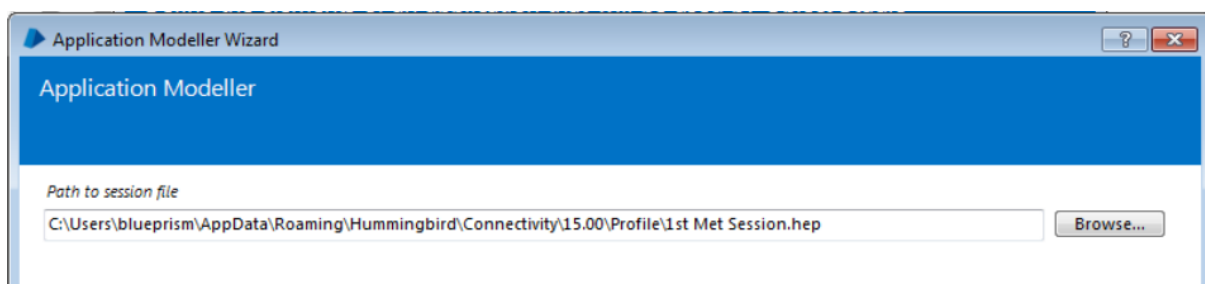 Application Modeller Wizard
Application Modeller
Path to session file
C:\Users\blueprism\AppData\Roaming\Hummingbird\Connectivity\15.00\Profile\1st Met Session.hep
Browse...